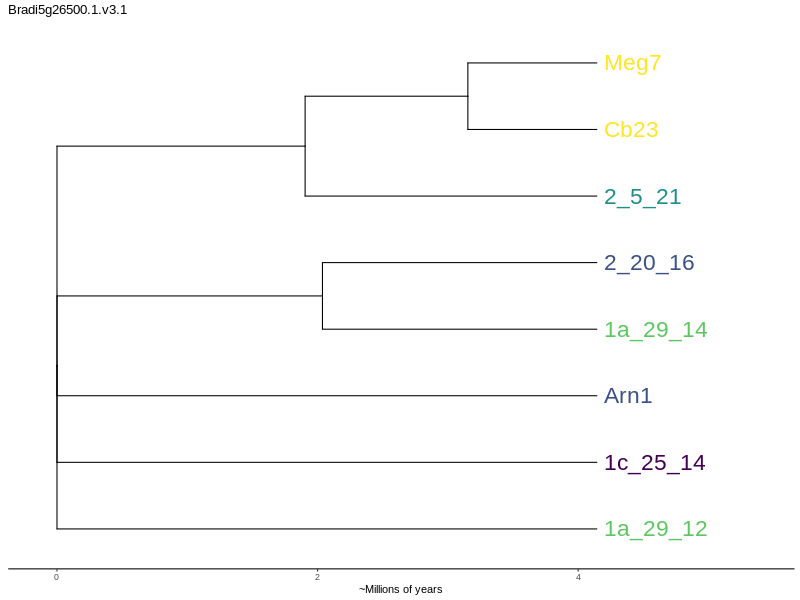 Bradi5g26500.1.v3.1
Meg7
Cb23
2_5_21
2_20_16
1a_29_14
Arn1
1c_25_14
1a_29_12
0 2 4
~Millions of years